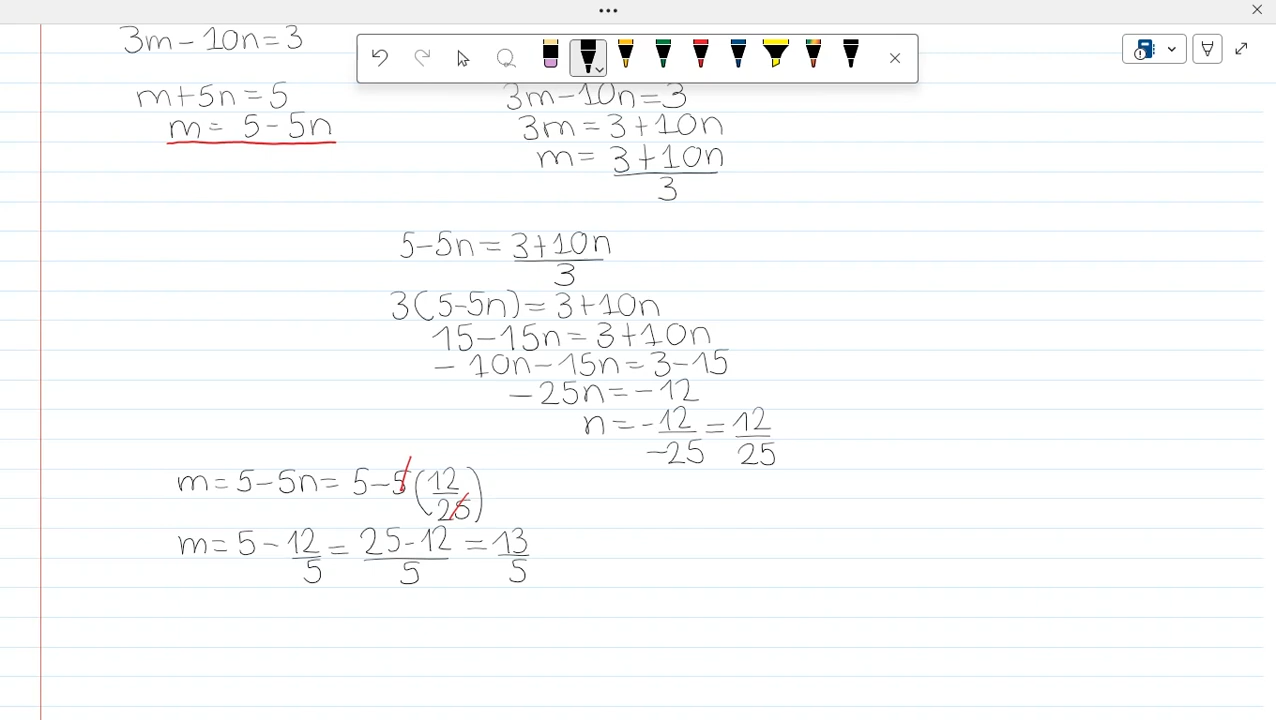 3m-10n=3
m+5n=5
m= 5-5n
3m-10n=3
3m=3+10n
m= 3+10n
3
5-5n= 3+10n
3
3(5-5n)=3+10n
15-15n=3+10n
-10n-15n=3-15
-25n=-12
n= -12 = 12
-25 25
m=5-5n= 5-5(12
25)
m= 5-12 = 25-12 = 13
5 5 5